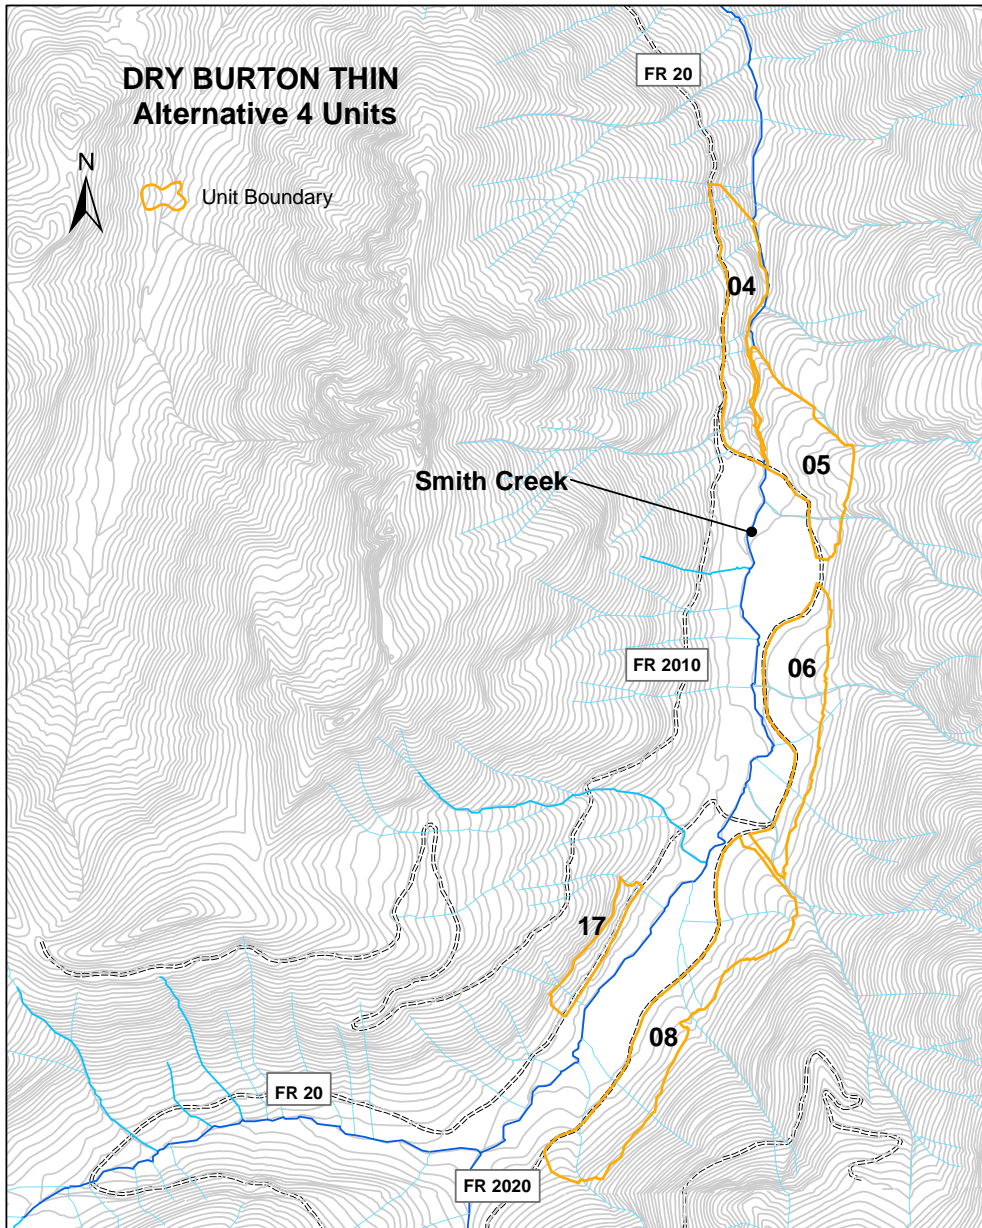 FR 20
DRY BURTON THIN
Alternative 4 Units
N
Unit Boundary
04
05
Smith Creek
FR 2010
06
17
08
FR 20
FR 2020